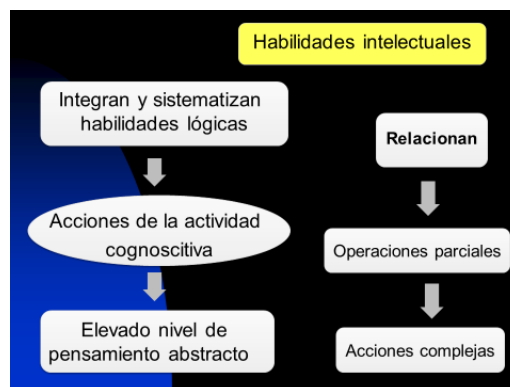 Habilidades intelectuales
Integran y sistematizan
habilidades lógicas
Acciones de la actividad
cognoscitiva
Elevado nivel de
pensamiento abstracto
Relacionan
Operaciones parciales
Acciones complejas